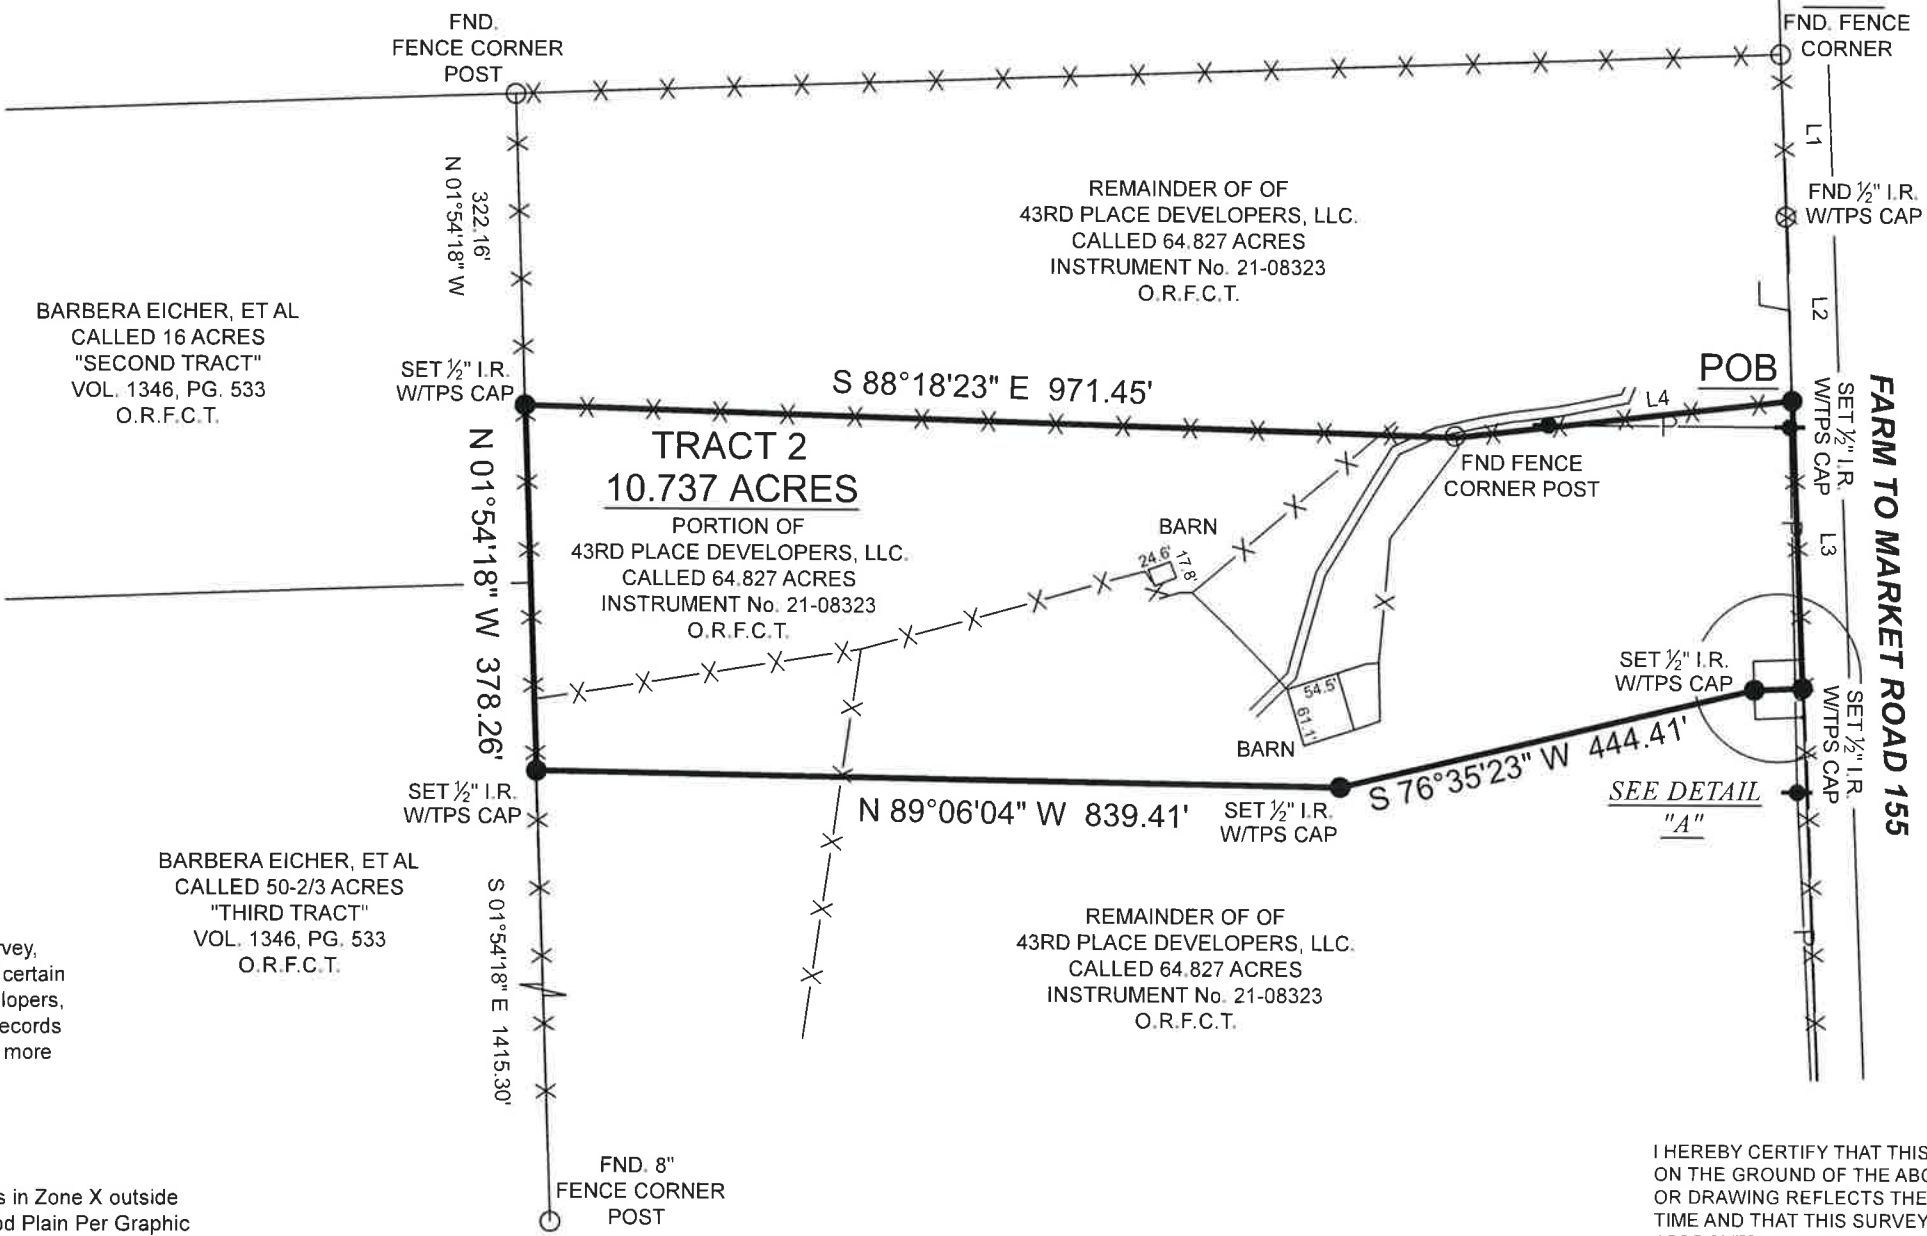 FND.
FENCE CORNER
POST
FND. FENCE
CORNER
L1
FND ½" I.R.
W/TPS CAP
322.16'
N 01°54'18" W
REMAINDER OF OF
43RD PLACE DEVELOPERS, LLC.
CALLED 64.827 ACRES
INSTRUMENT No. 21-08323
O.R.F.C.T.
L2
BARBERA EICHER, ET AL
CALLED 16 ACRES
"SECOND TRACT"
VOL. 1346, PG. 533
O.R.F.C.T.
SET ½" I.R.
W/TPS CAP
S 88°18'23" E 971.45'
POB
L4
SET ½" I.R.
W/TPS CAP
FARM TO MARKET ROAD 155
P
TRACT 2
10.737 ACRES
PORTION OF
43RD PLACE DEVELOPERS, LLC.
CALLED 64.827 ACRES
INSTRUMENT No. 21-08323
O.R.F.C.T.
N 01°54'18" W 378.26'
FND FENCE
CORNER POST
BARN
24.6'
17.8'
P
L3
SET ½" I.R.
W/TPS CAP
54.5'
61.1'
BARN
SET ½" I.R.
W/TPS CAP
S 76°35'23" W 444.41'
SEE DETAIL
"A"
SET ½" I.R.
W/TPS CAP
N 89°06'04" W 839.41'
SET ½" I.R.
W/TPS CAP
BARBERA EICHER, ET AL
CALLED 50-2/3 ACRES
"THIRD TRACT"
VOL. 1346, PG. 533
O.R.F.C.T.
S 01°54'18" E 1415.30'
REMAINDER OF OF
43RD PLACE DEVELOPERS, LLC.
CALLED 64.827 ACRES
INSTRUMENT No. 21-08323
O.R.F.C.T.
P
rvey,
certain
lopers,
ecords
more
FND. 8"
FENCE CORNER
POST
s in Zone X outside
od Plain Per Graphic
I HEREBY CERTIFY THAT THIS
ON THE GROUND OF THE ABO
OR DRAWING REFLECTS THE
TIME AND THAT THIS SURVEY